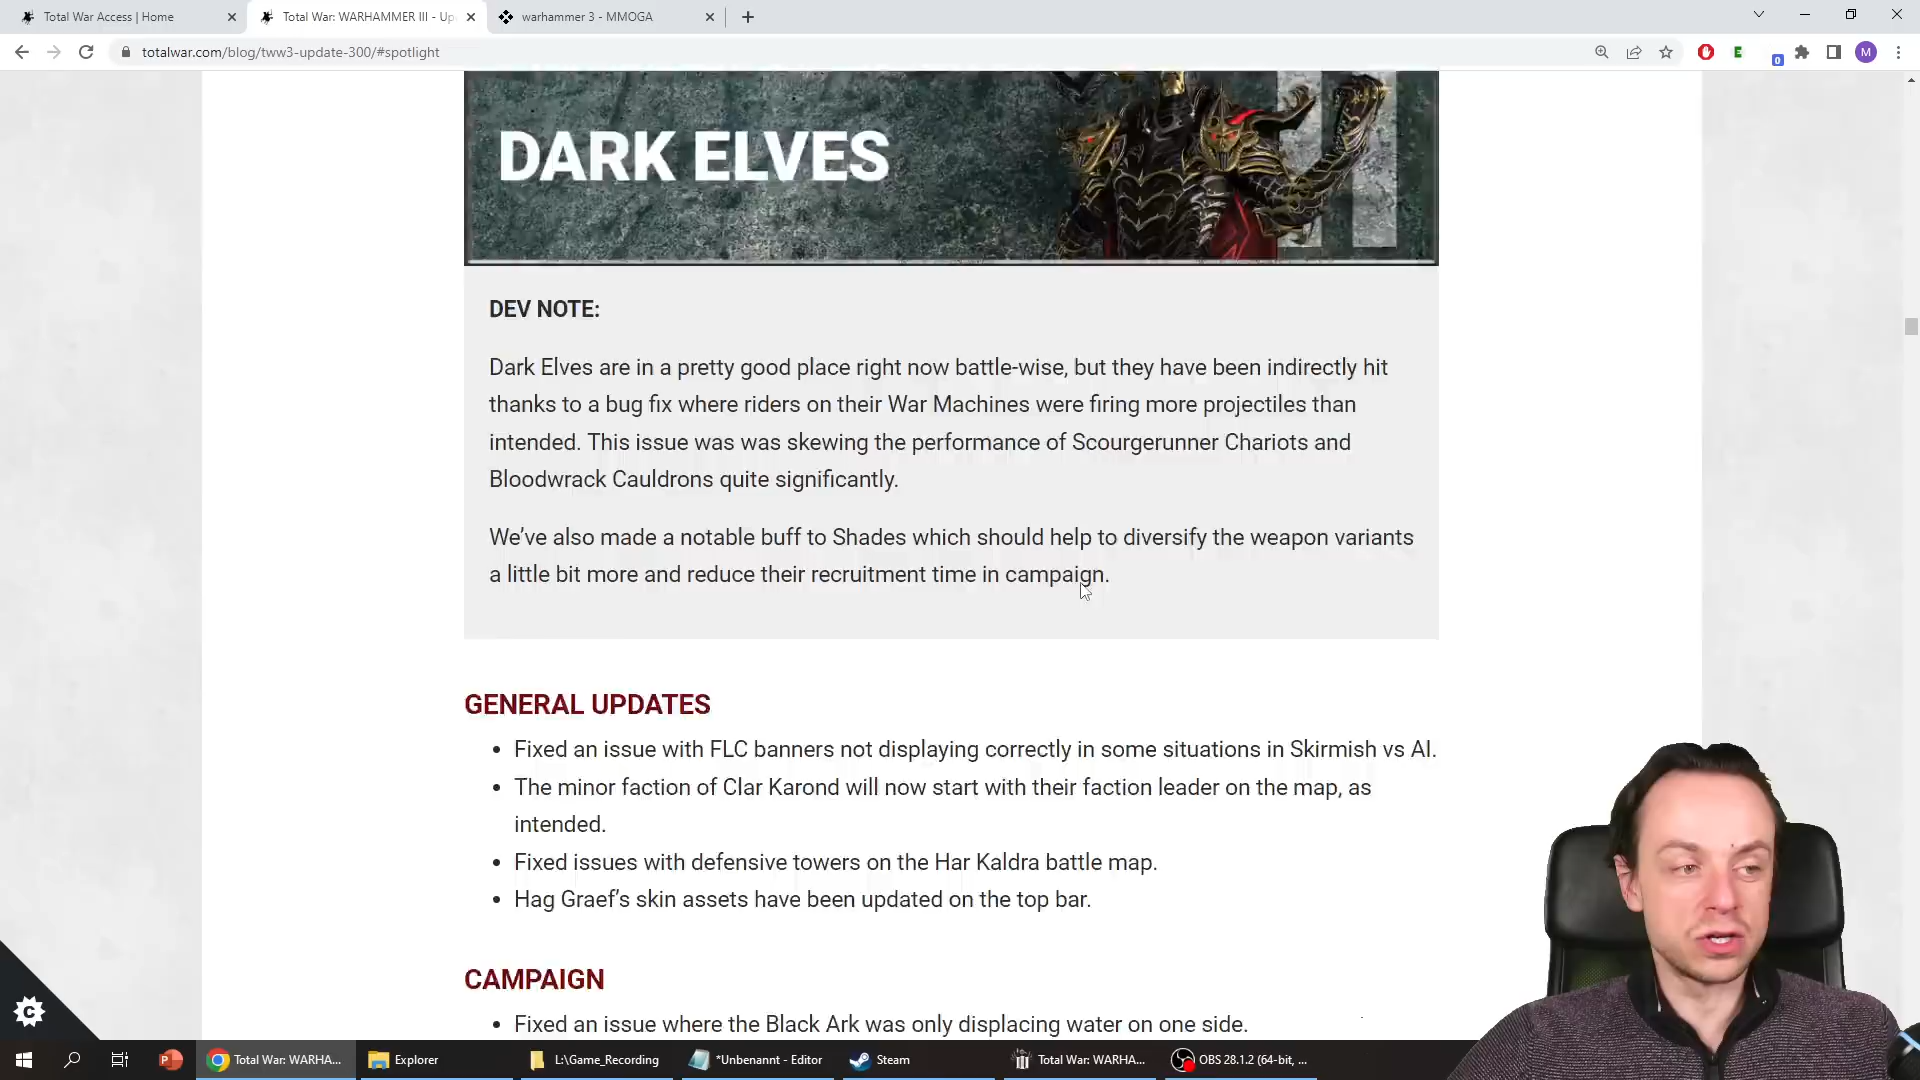 Total War Access | Home
Total War: WARHAMMER III - Up
warhammer 3 - MMOGA
totalwar.com/blog/tww3-update-300/#spotlight
0
M
DARK ELVES
DEV NOTE:
Dark Elves are in a pretty good place right now battle-wise, but they have been indirectly hit
thanks to a bug fix where riders on their War Machines were firing more projectiles than
intended. This issue was was skewing the performance of Scourgerunner Chariots and
Bloodwrack Cauldrons quite significantly.
We've also made a notable buff to Shades which should help to diversify the weapon variants
a little bit more and reduce their recruitment time in campaign.
GENERAL UPDATES
• Fixed an issue with FLC banners not displaying correctly in some situations in Skirmish vs AI.
• The minor faction of Clar Karond will now start with their faction leader on the map, as
intended.
• Fixed issues with defensive towers on the Har Kaldra battle map.
• Hag Graef's skin assets have been updated on the top bar.
CAMPAIGN
• Fixed an issue where the Black Ark was only displacing water on one side.
C
Total War: WARHA...
Explorer
L:\Game_Recording
*Unbenannt - Editor
Steam
Total War: WARHA...
OBS 28.1.2 (64-bit, ...